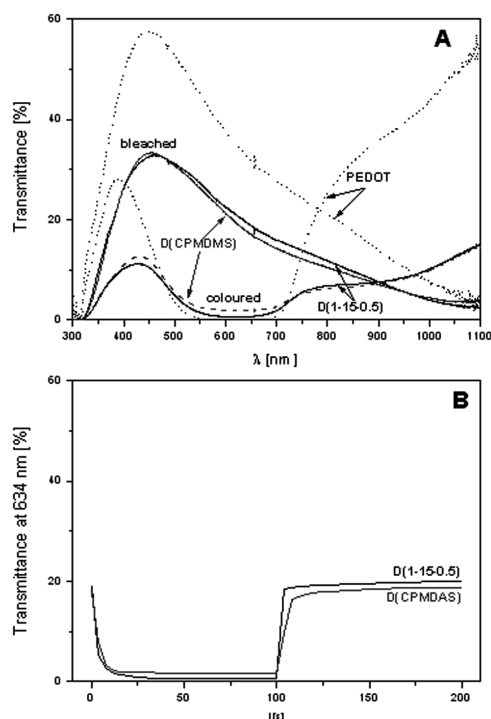 60
A
bleached
40
PEDOT
20
D(CPMDMS)
coloured
D(1-15-0.5)
0
300 400 500 600 700 800 900 1000 1100
λ [nm]
Transmittance [%]
60
B
40
20
D(1-15-0.5)
D(CPMDAS)
0
0 50 100 150 200
t[s]
Transmittance at 634 nm [%]